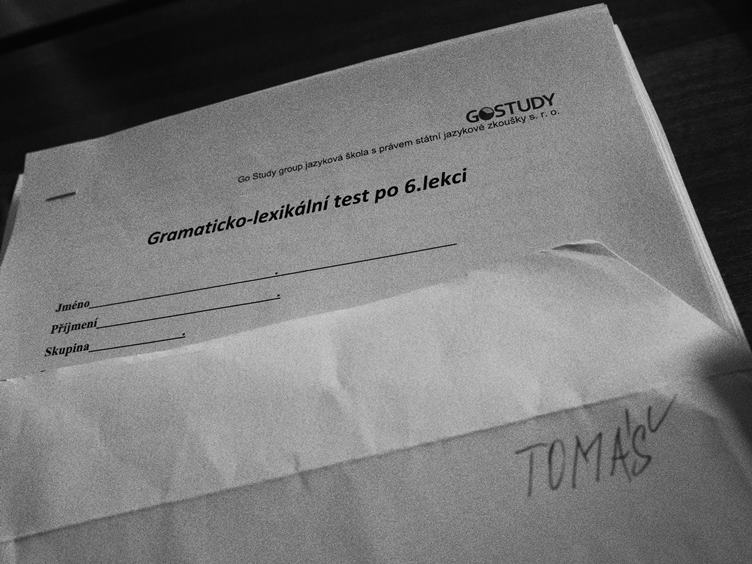 GOSTUDY
Go Study group jazyková škola s právem státní jazykové zkoušky s. r. o.
Gramaticko-lexikální test po 6.lekci
Jméno
Příjmení
Skupina
TOMÁŠ